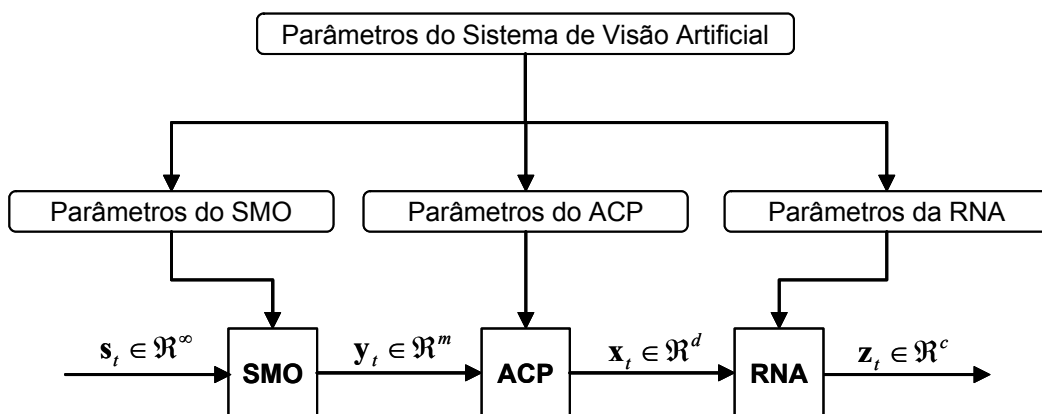 Parâmetros do Sistema de Visão Artificial
Parâmetros do SMO
Parâmetros do ACP
Parâmetros da RNA
𝐬ₜ ∈ ℜ^∞
SMO
𝐲ₜ ∈ ℜ^m
ACP
𝐱ₜ ∈ ℜ^d
RNA
𝐳ₜ ∈ ℜ^c